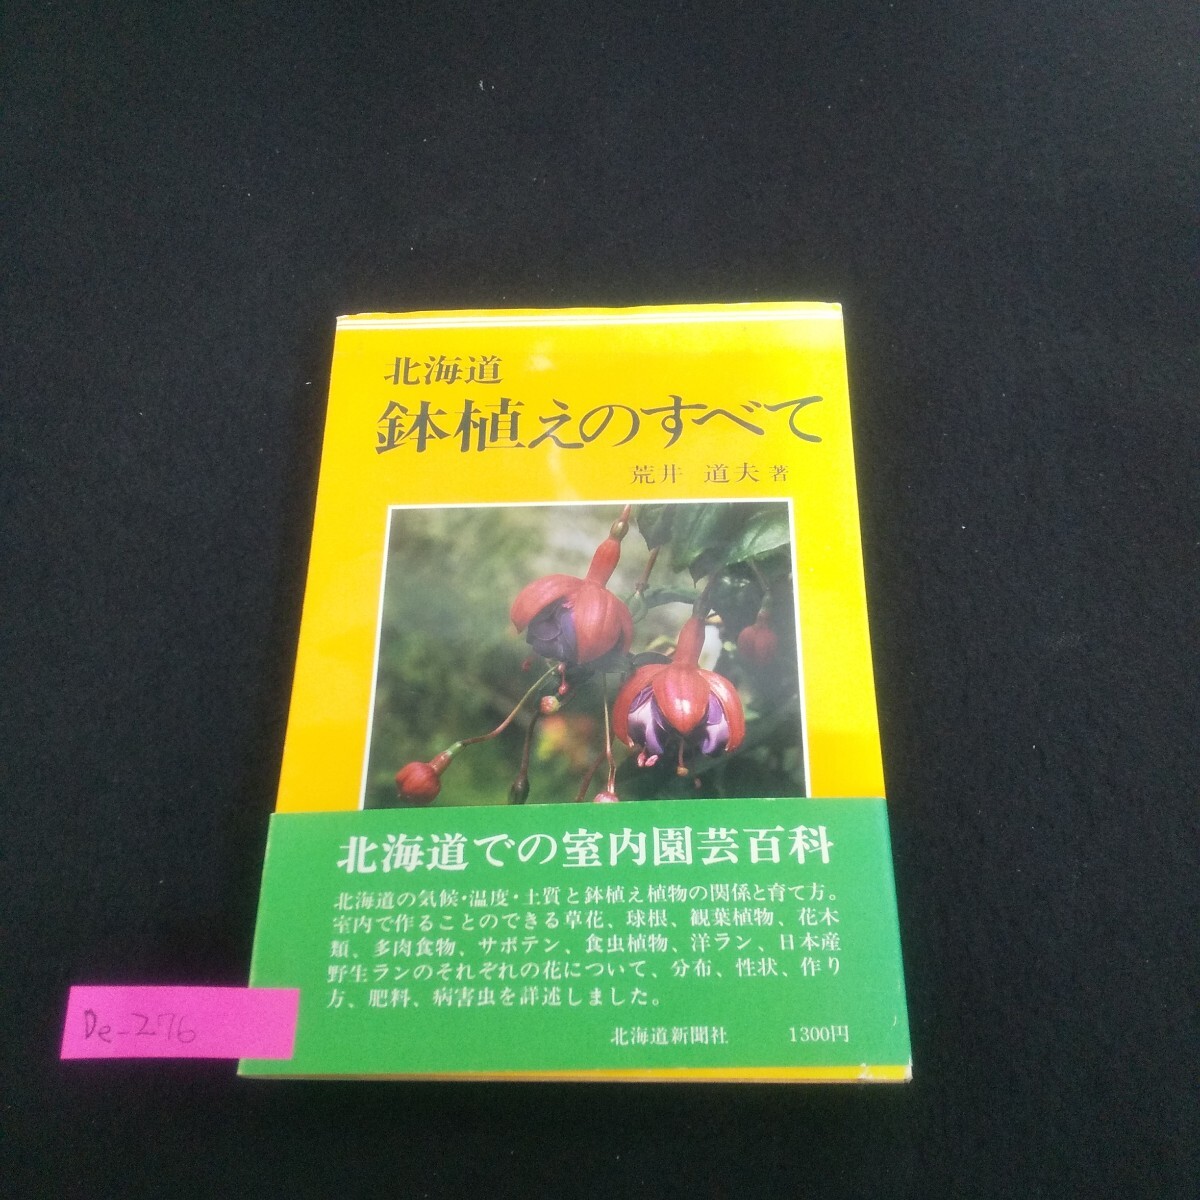 北海道
鉢植えのすべて
荒井 道夫 著
北海道での室内園芸百科
北海道の気候・温度・土質と鉢植え植物の関係と育て方。
室内で作ることのできる草花、球根、観葉植物、花木
類、多肉食物、サボテン、食虫植物、洋ラン、日本産
野生ランのそれぞれの花について、分布、性状、作り
方、肥料、病害虫を詳述しました。
北海道新聞社 1300円
De-276